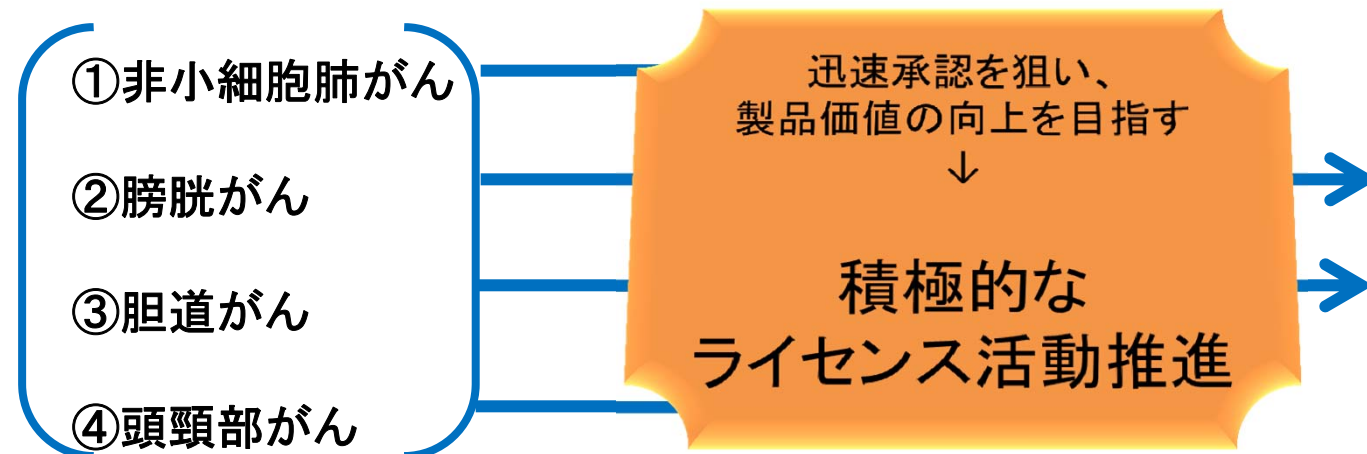 ①非小細胞肺がん
②膀胱がん
③胆道がん
④頭頸部がん
迅速承認を狙い、
製品価値の向上を目指す
↓
積極的な
ライセンス活動推進